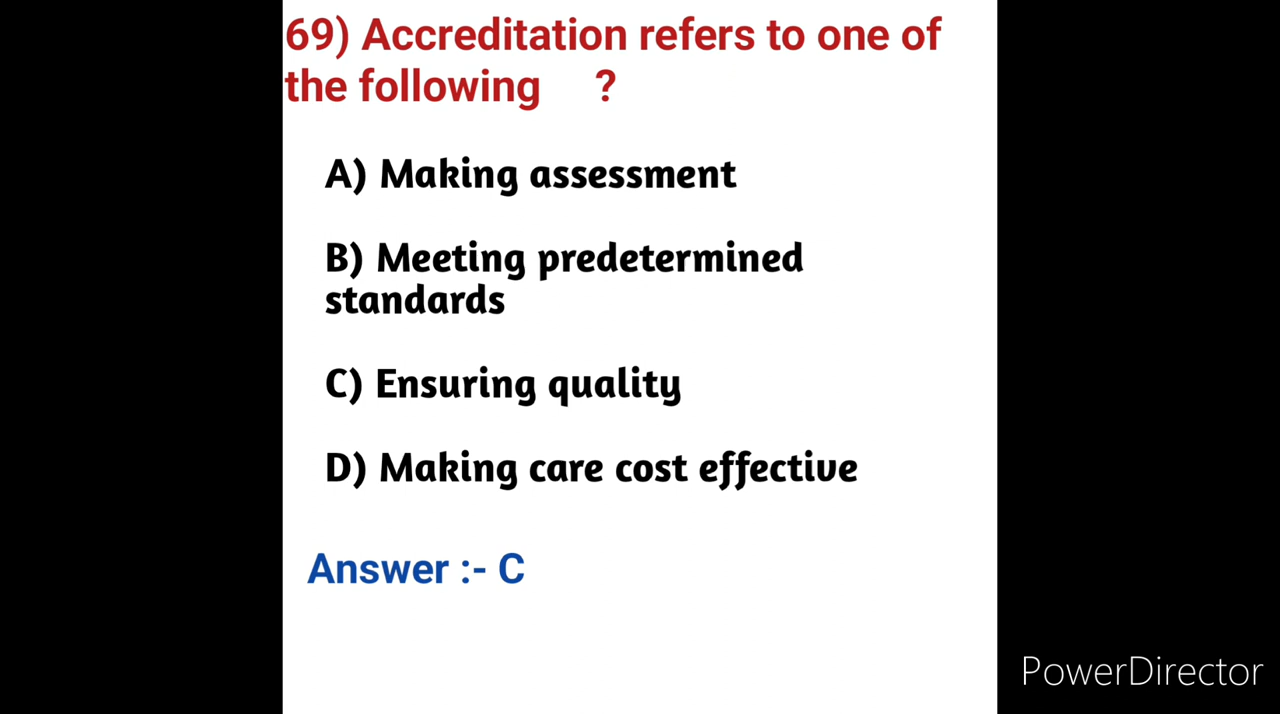 69) Accreditation refers to one of
the following ?
A) Making assessment
B) Meeting predetermined
standards
C) Ensuring quality
D) Making care cost effective
Answer :- C
PowerDirector